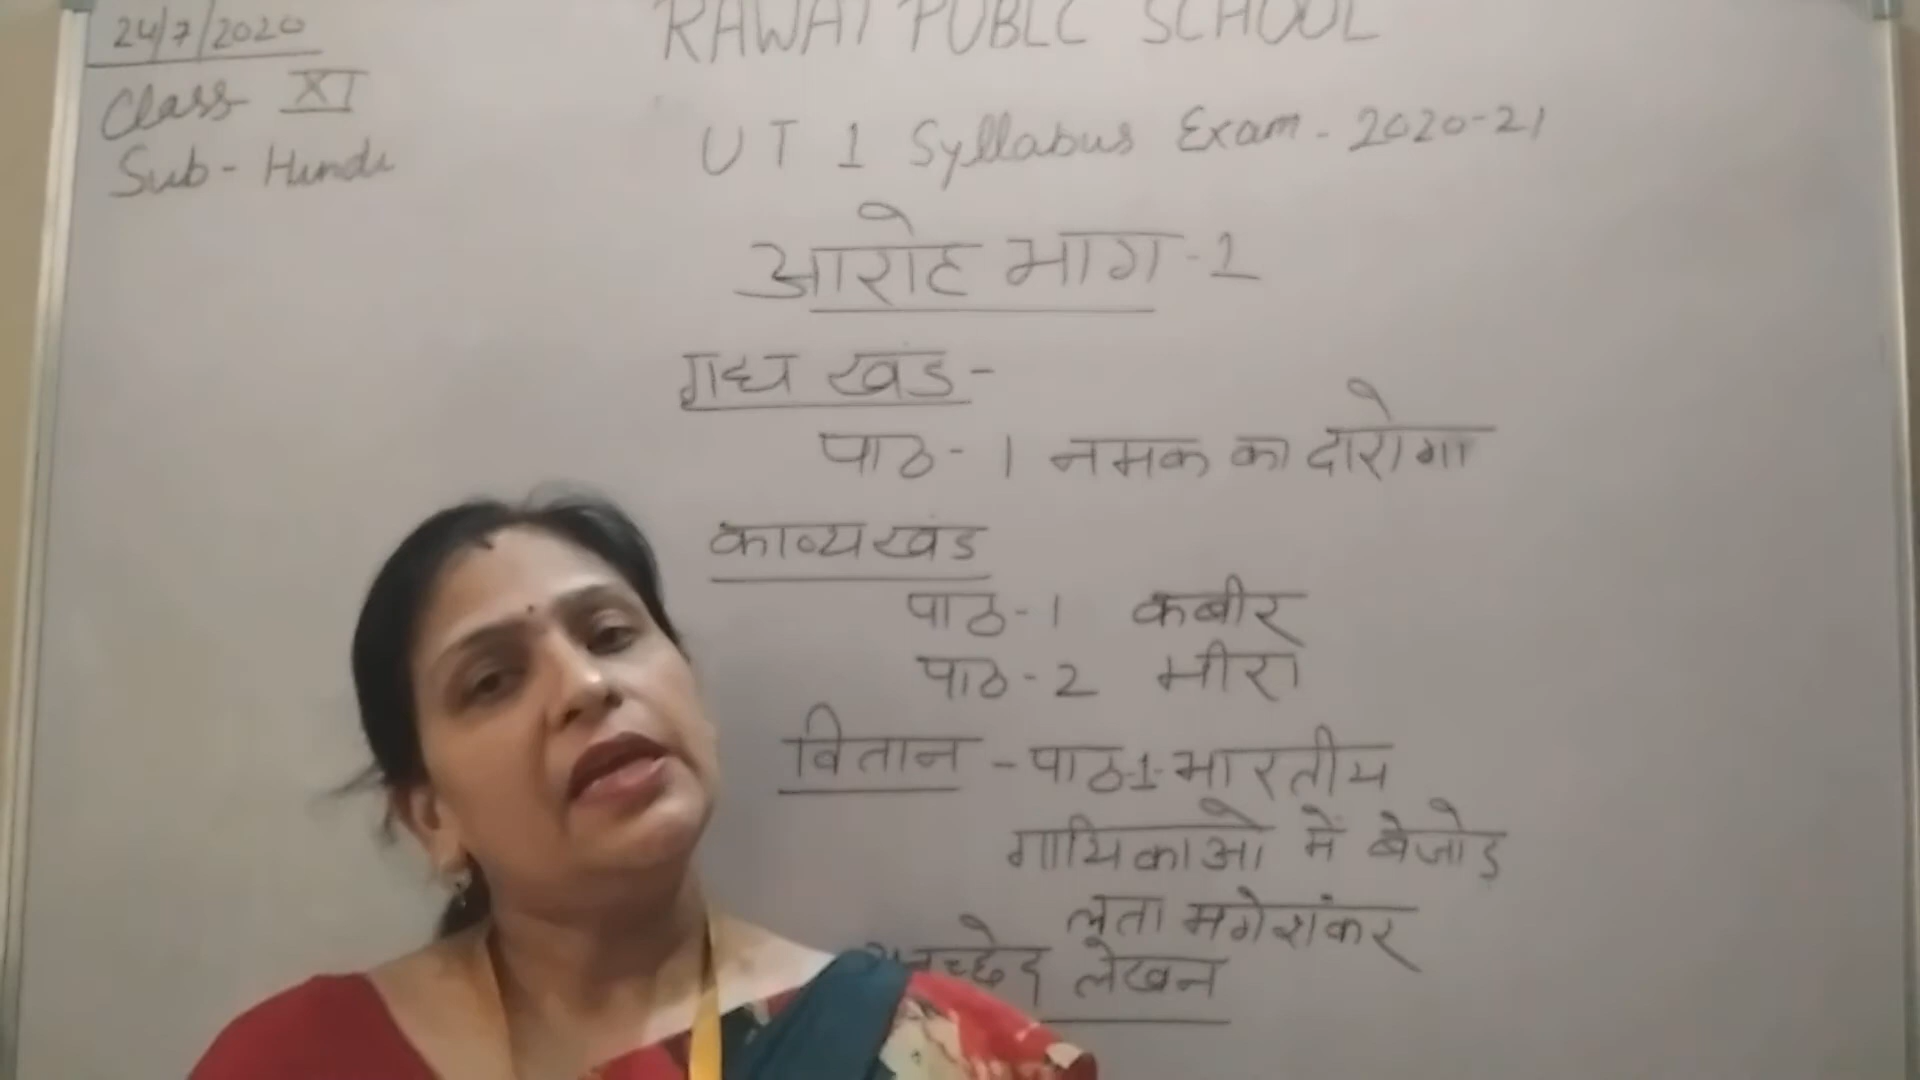 24/7/2020
Class XI
Sub- Hindi
RAWAT PUBLC SCHOOL
UT 1 Syllabus Exam- 2020-21
आरोह भाग-1
गद्य खंड-
पाठ-1 नमक का दारोगा
काव्य खंड
पाठ-1 कबीर
पाठ-2 मीरा
वितान - पाठ-1- भारतीय
गायिकाओं में बेजोड़
लता मंगेशकर
लेखन